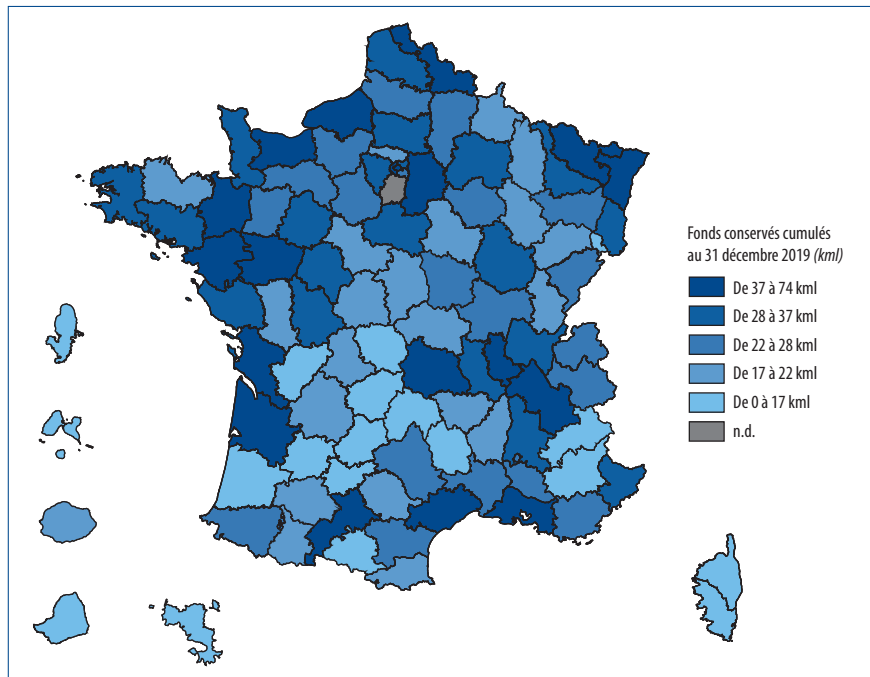 Fonds conservés cumulés
au 31 décembre 2019 (kml)
De 37 à 74 kml
De 28 à 37 kml
De 22 à 28 kml
De 17 à 22 kml
De 0 à 17 kml
n.d.